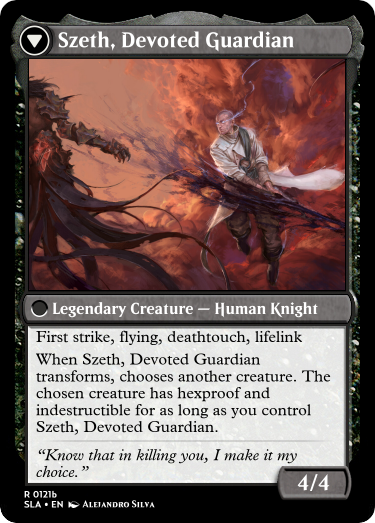 Szeth, Devoted Guardian
Legendary Creature — Human Knight
First strike, flying, deathtouch, lifelink
When Szeth, Devoted Guardian
transforms, chooses another creature. The
chosen creature has hexproof and
indestructible for as long as you control
Szeth, Devoted Guardian.
“Know that in killing you, I make it my
choice.”
4/4
R 0121b
SLA • EN Alejandro Silva